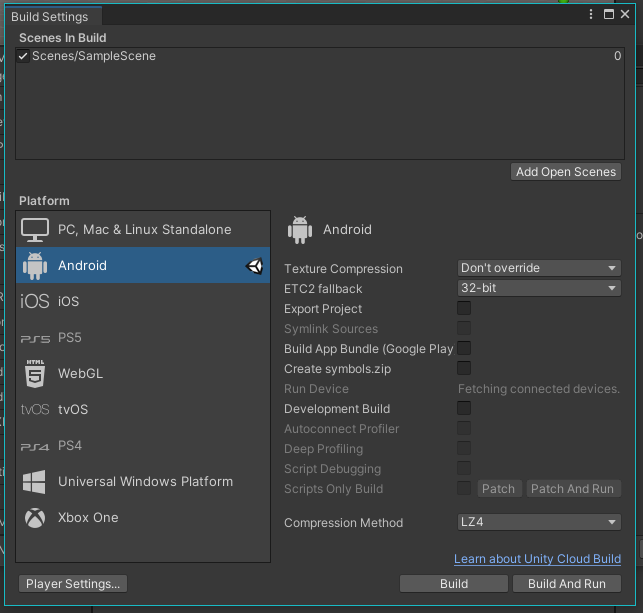 Build Settings
Scenes In Build
Scenes/SampleScene 0
Add Open Scenes
Platform
PC, Mac & Linux Standalone
Android
iOS iOS
PS5 PS5
HTML 5 WebGL
tvOS tvOS
PS4 PS4
Universal Windows Platform
Xbox One
Android
Texture Compression Don't override
ETC2 fallback 32-bit
Export Project
Symlink Sources
Build App Bundle (Google Play
Create symbols.zip
Run Device Fetching connected devices.
Development Build
Autoconnect Profiler
Deep Profiling
Script Debugging
Scripts Only Build Patch Patch And Run
Compression Method LZ4
Learn about Unity Cloud Build
Player Settings... Build Build And Run